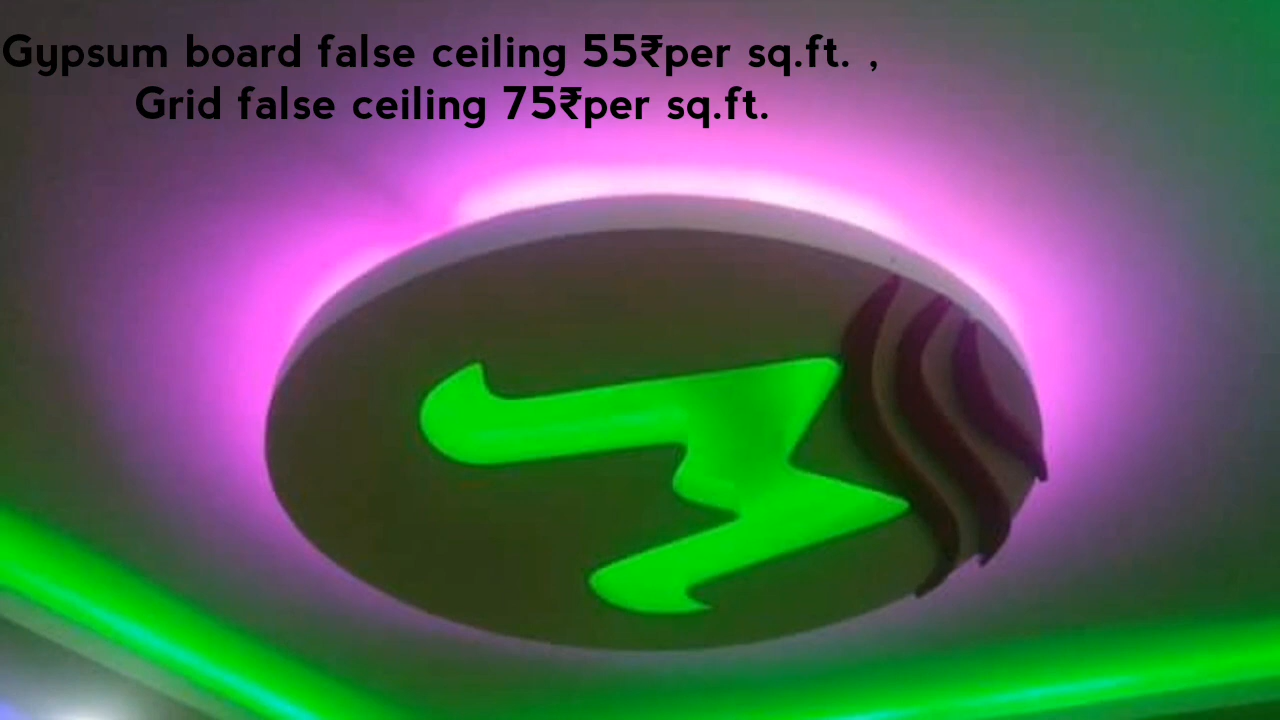 Gypsum board false ceiling 55₹per sq.ft. ,
Grid false ceiling 75₹per sq.ft.